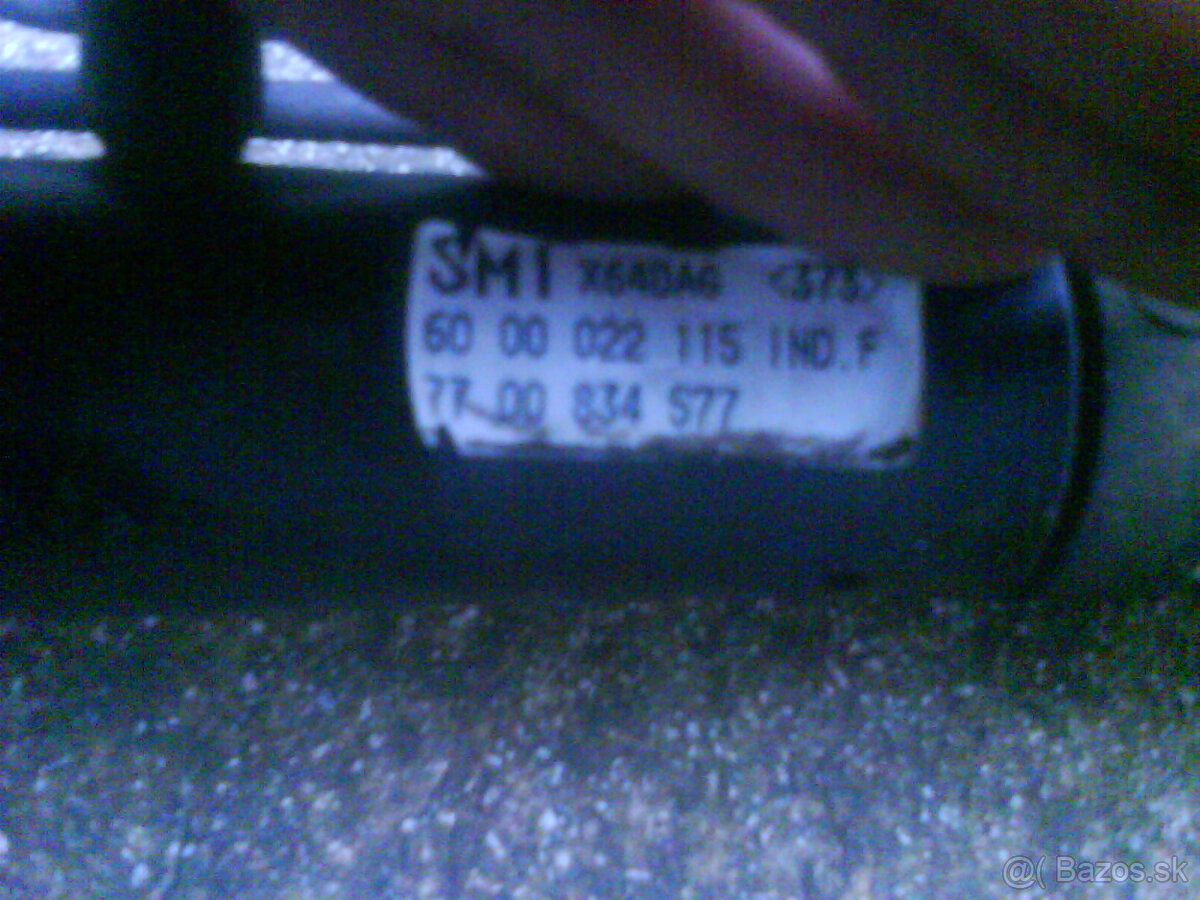 SMI X64DAG <373>
60 00 022 115 IND.F
77 00 834 577
@( Bazos.sk